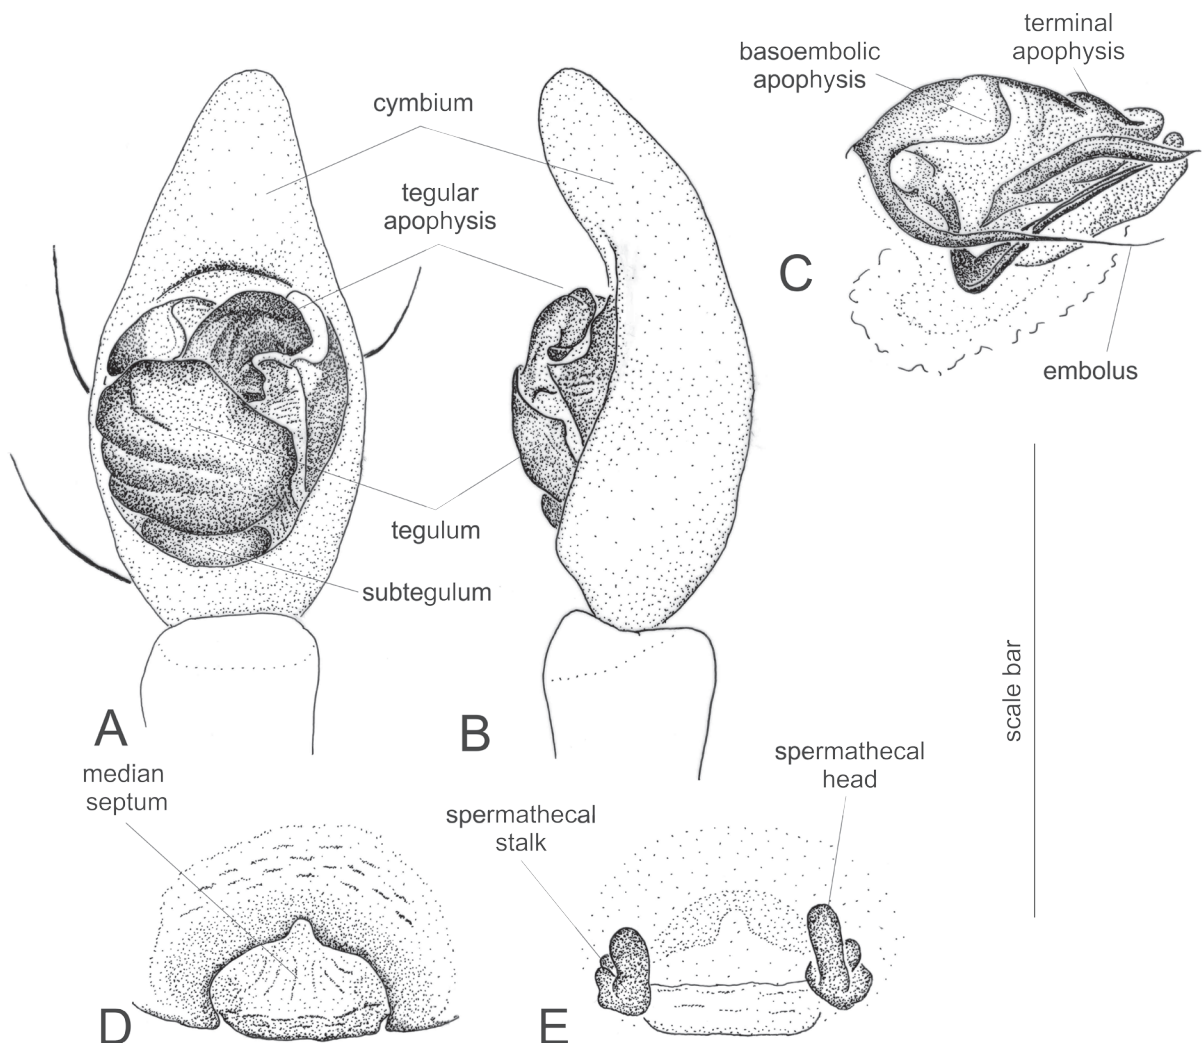 terminal
apophysis
basoembolic
apophysis
cymbium
tegular
apophysis
C
embolus
tegulum
subtegulum
scale bar
A
B
median
septum
spermathecal
head
spermathecal
stalk
D
E